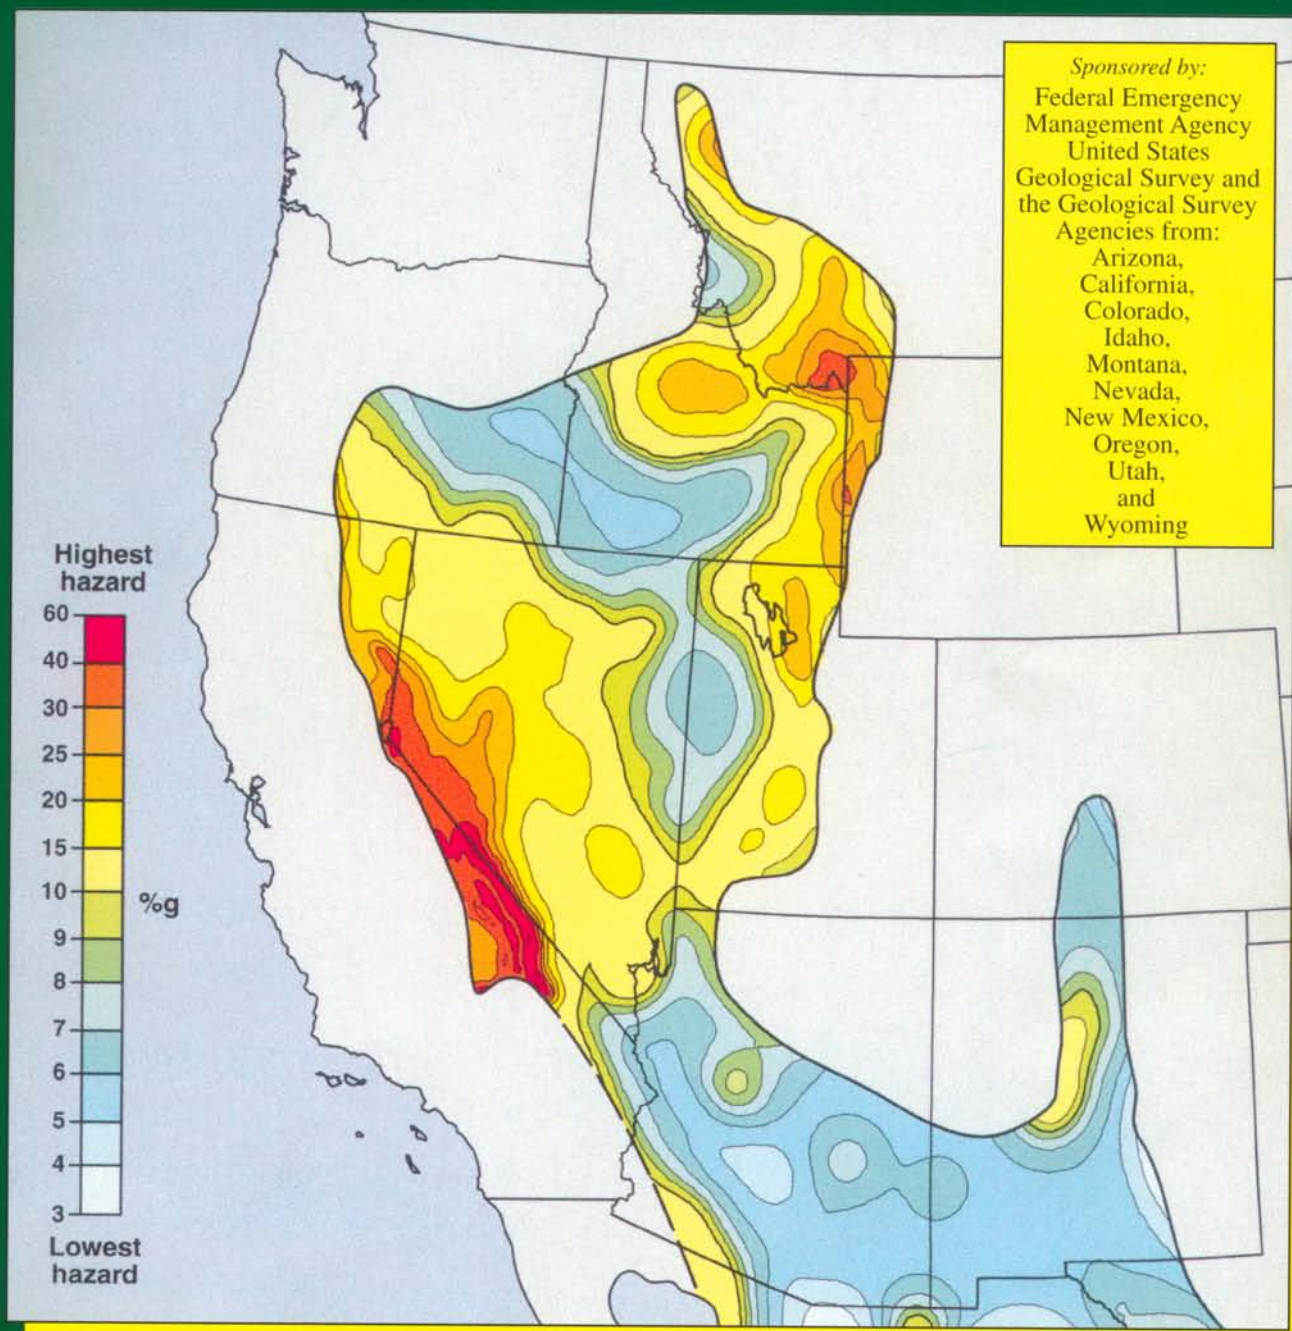 Sponsored by:
Federal Emergency
Management Agency
United States
Geological Survey and
the Geological Survey
Agencies from:
Arizona,
California,
Colorado,
Idaho,
Montana,
Nevada,
New Mexico,
Oregon,
Utah,
and
Wyoming
Highest
hazard
60
40
30
25
20
15
10
%g
9
8
7
6
5
4
3
Lowest
hazard